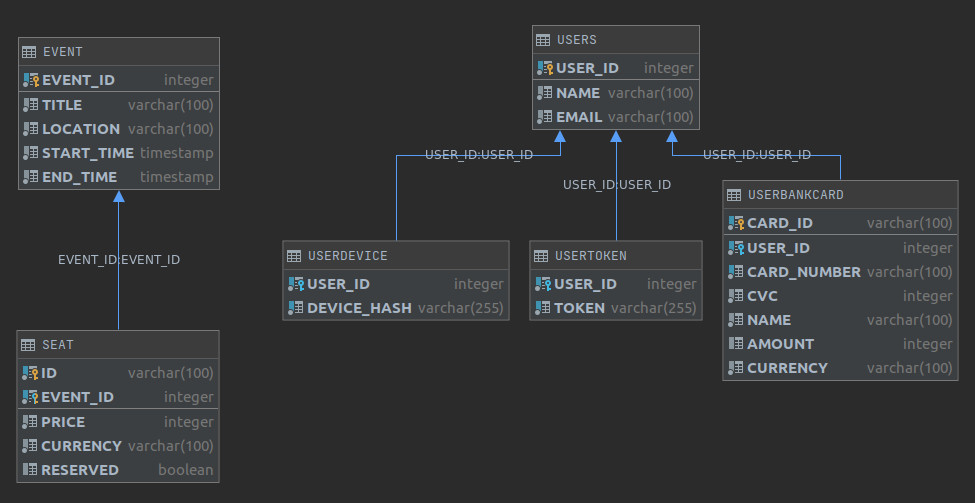 EVENT
EVENT_ID integer
TITLE varchar(100)
LOCATION varchar(100)
START_TIME timestamp
END_TIME timestamp
USERS
USER_ID integer
NAME varchar(100)
EMAIL varchar(100)
USER_ID:USER_ID
USER_ID:USER_ID
USER_ID:USER_ID
EVENT_ID:EVENT_ID
USERDEVICE
USER_ID integer
DEVICE_HASH varchar(255)
USERTOKEN
USER_ID integer
TOKEN varchar(255)
USERBANKCARD
CARD_ID varchar(100)
USER_ID integer
CARD_NUMBER varchar(100)
CVC integer
NAME varchar(100)
AMOUNT integer
CURRENCY varchar(100)
SEAT
ID varchar(100)
EVENT_ID integer
PRICE integer
CURRENCY varchar(100)
RESERVED boolean